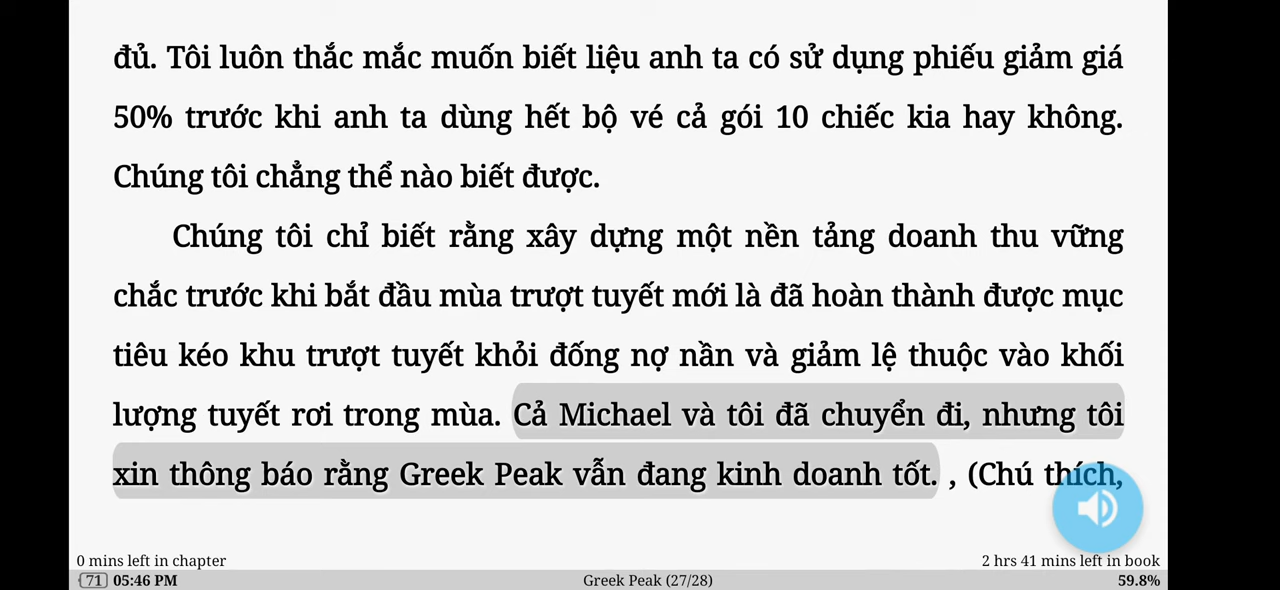 đủ. Tôi luôn thắc mắc muốn biết liệu anh ta có sử dụng phiếu giảm giá
50% trước khi anh ta dùng hết bộ vé cả gói 10 chiếc kia hay không.
Chúng tôi chẳng thể nào biết được.
Chúng tôi chỉ biết rằng xây dựng một nền tảng doanh thu vững
chắc trước khi bắt đầu mùa trượt tuyết mới là đã hoàn thành được mục
tiêu kéo khu trượt tuyết khỏi đống nợ nần và giảm lệ thuộc vào khối
lượng tuyết rơi trong mùa. Cả Michael và tôi đã chuyển đi, nhưng tôi
xin thông báo rằng Greek Peak vẫn đang kinh doanh tốt. , (Chú thích,
0 mins left in chapter 2 hrs 41 mins left in book
71 05:46 PM Greek Peak (27/28) 59.8%